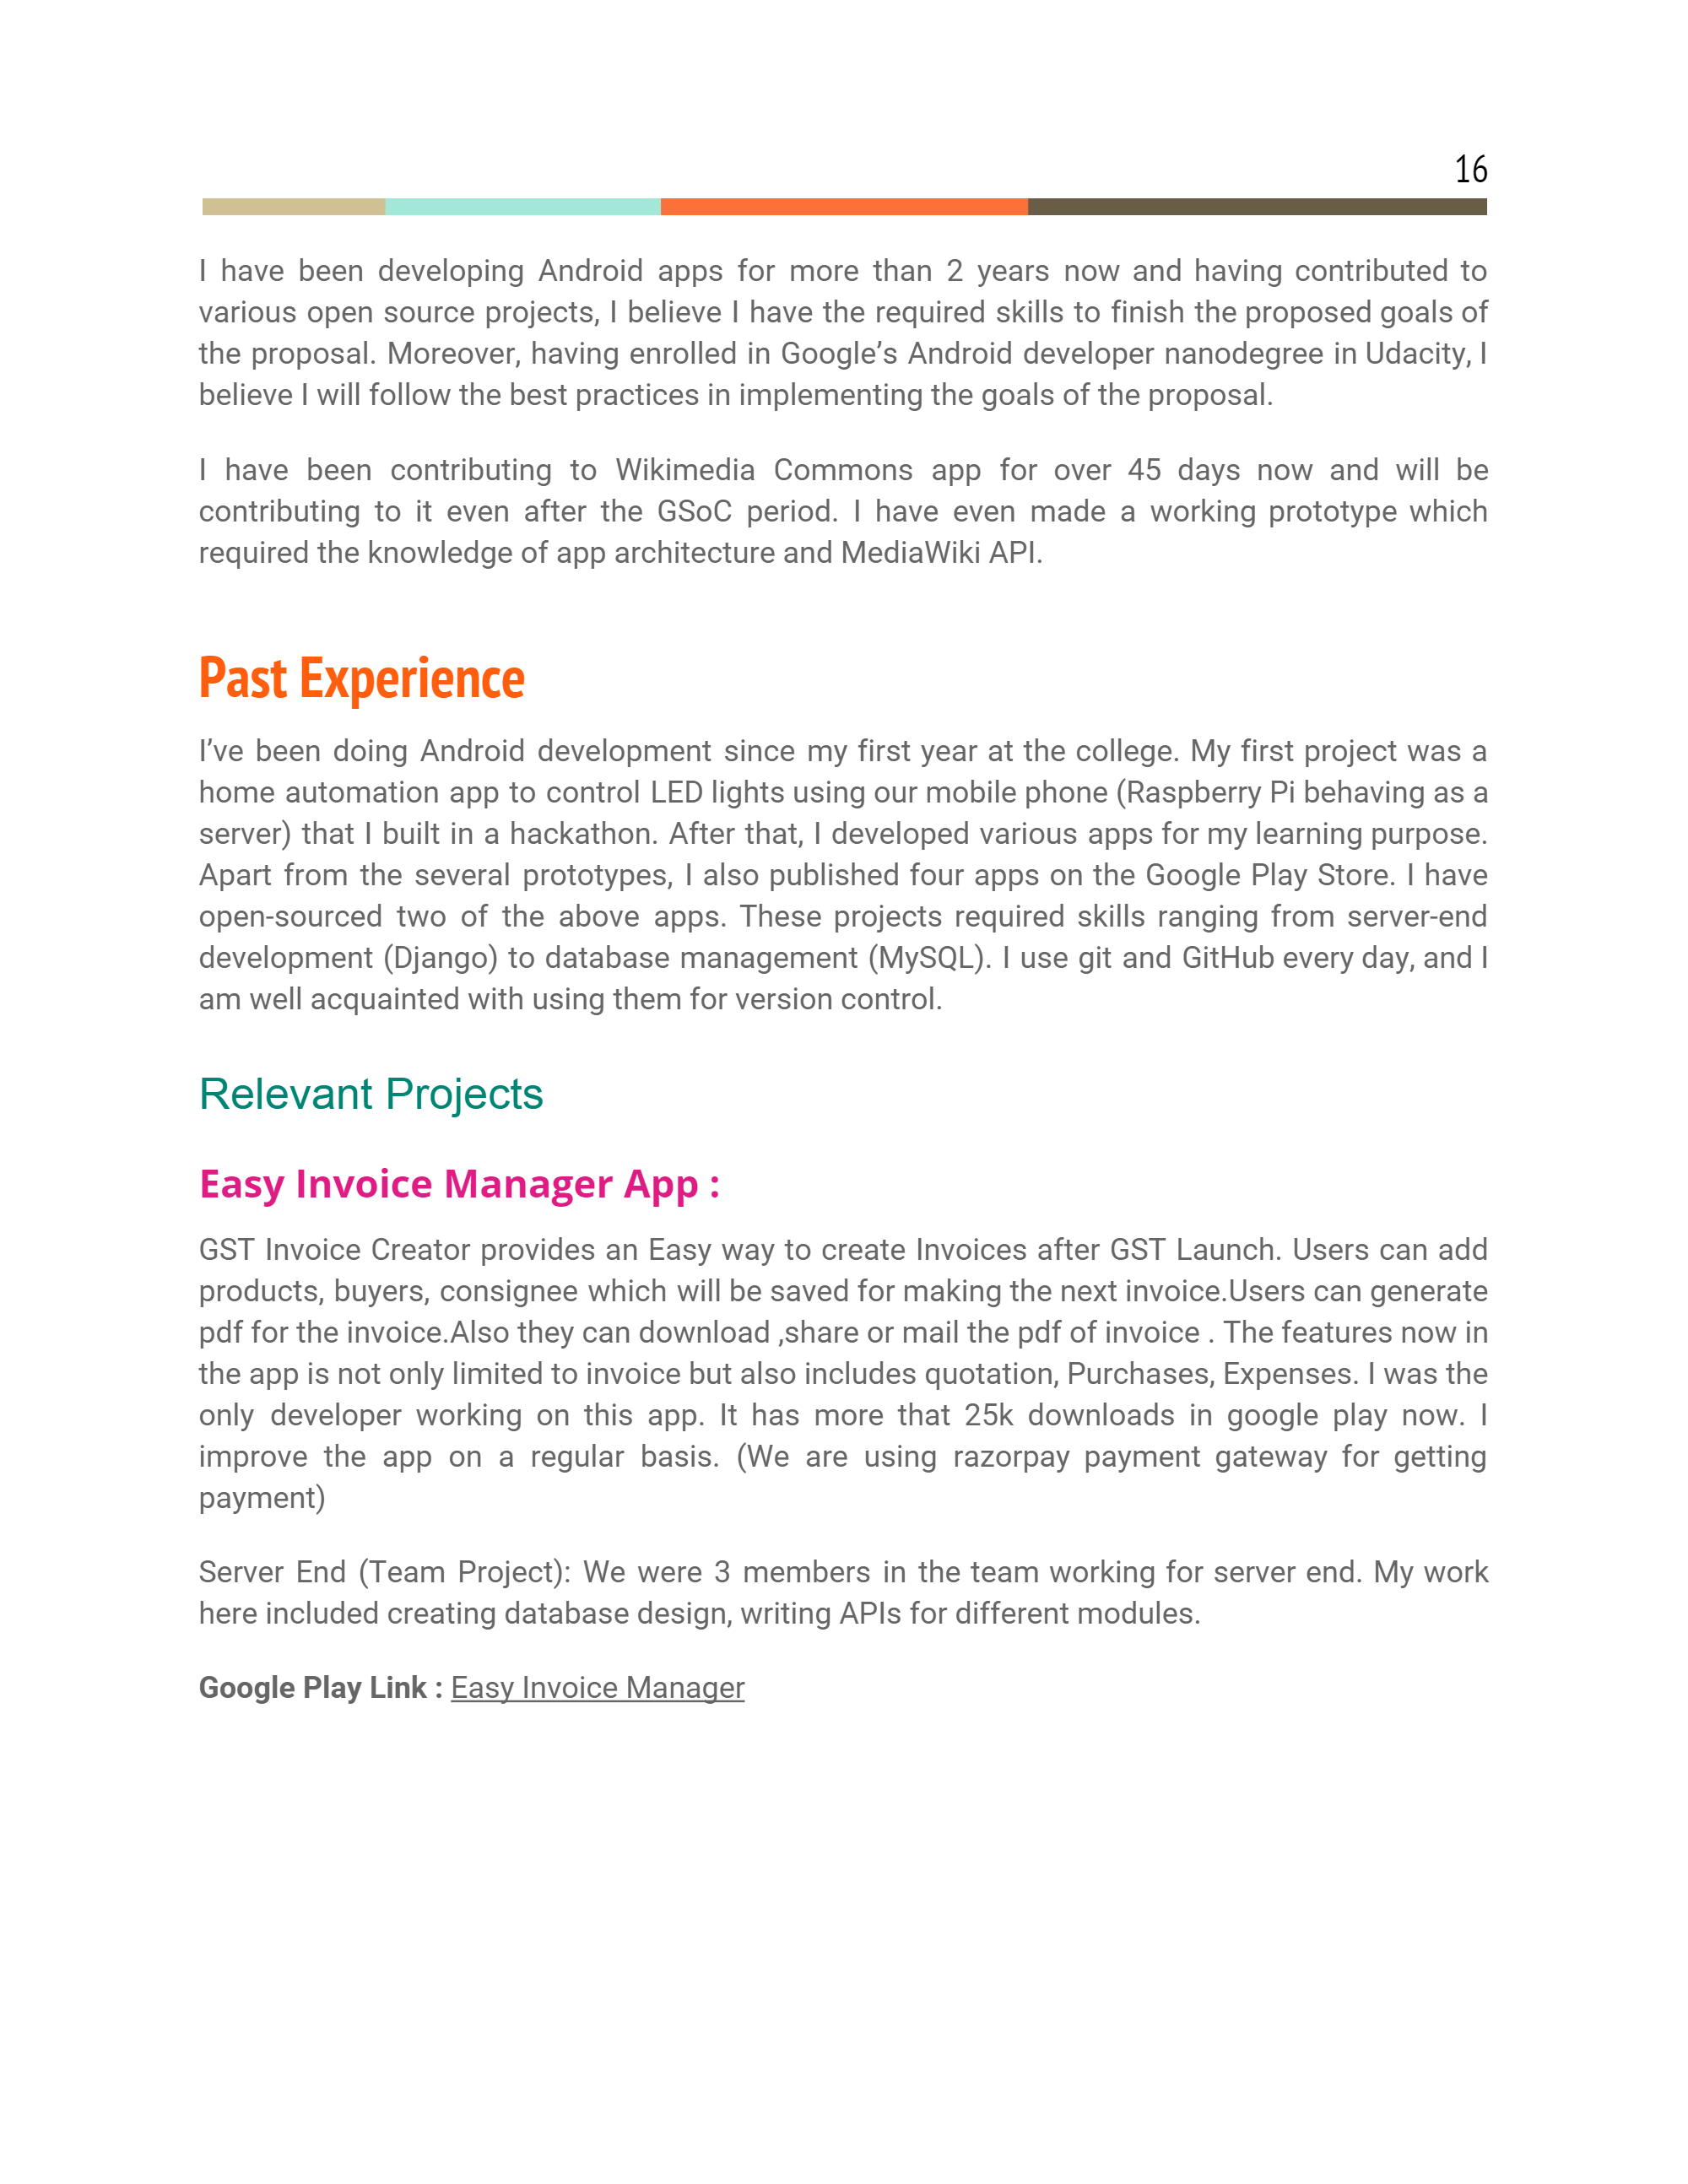 16
I have been developing Android apps for more than 2 years now and having contributed to
various open source projects, I believe I have the required skills to finish the proposed goals of
the proposal. Moreover, having enrolled in Google’s Android developer nanodegree in Udacity, I
believe I will follow the best practices in implementing the goals of the proposal.
I have been contributing to Wikimedia Commons app for over 45 days now and will be
contributing to it even after the GSoC period. I have even made a working prototype which
required the knowledge of app architecture and MediaWiki API.
Past Experience
I’ve been doing Android development since my first year at the college. My first project was a
home automation app to control LED lights using our mobile phone (Raspberry Pi behaving as a
server) that I built in a hackathon. After that, I developed various apps for my learning purpose.
Apart from the several prototypes, I also published four apps on the Google Play Store. I have
open-sourced two of the above apps. These projects required skills ranging from server-end
development (Django) to database management (MySQL). I use git and GitHub every day, and I
am well acquainted with using them for version control.
Relevant Projects
Easy Invoice Manager App :
GST Invoice Creator provides an Easy way to create Invoices after GST Launch. Users can add
products, buyers, consignee which will be saved for making the next invoice.Users can generate
pdf for the invoice.Also they can download ,share or mail the pdf of invoice . The features now in
the app is not only limited to invoice but also includes quotation, Purchases, Expenses. I was the
only developer working on this app. It has more that 25k downloads in google play now. I
improve the app on a regular basis. (We are using razorpay payment gateway for getting
payment)
Server End (Team Project): We were 3 members in the team working for server end. My work
here included creating database design, writing APIs for different modules.
Google Play Link : Easy Invoice Manager